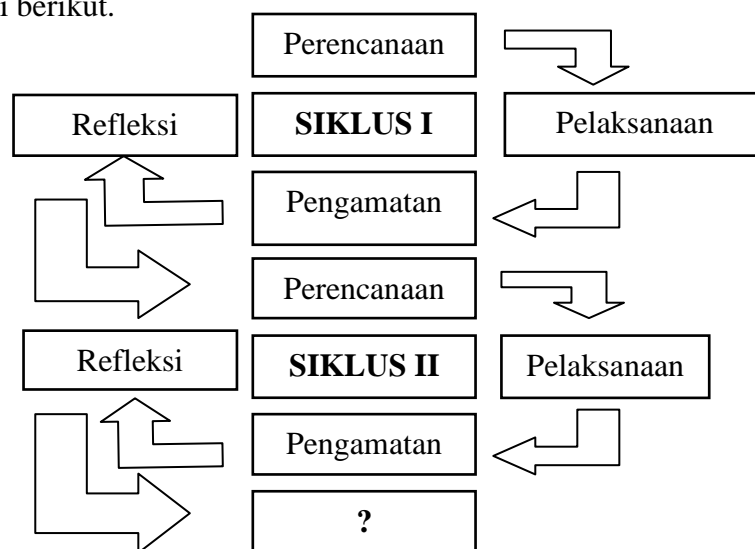 i berikut.
Perencanaan
Refleksi
SIKLUS I
Pelaksanaan
Pengamatan
Perencanaan
Refleksi
SIKLUS II
Pelaksanaan
Pengamatan
?